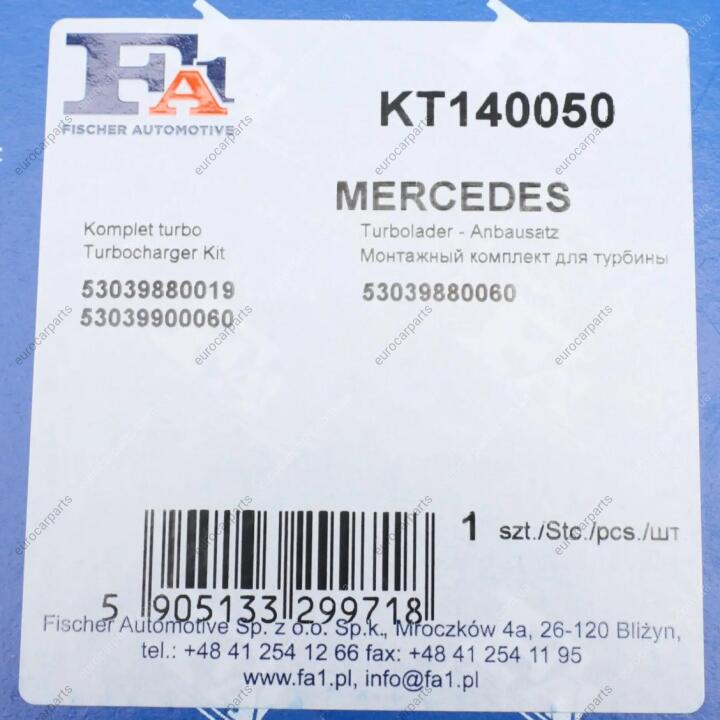 FA1
FISCHER AUTOMOTIVE
KT140050
MERCEDES
Komplet turbo
Turbocharger Kit
Turbolader - Anbausatz
Монтажный комплект для турбины
53039880019
53039900060
53039880060
1 szt./Stc./pcs./шт
5 905133 299718
Fischer Automotive Sp. z o.o. Sp.k., Mroczków 4a, 26-120 Bliżyn,
tel.: +48 41 254 12 66 fax: +48 41 254 11 95
www.fa1.pl, info@fa1.pl
eurocarparts